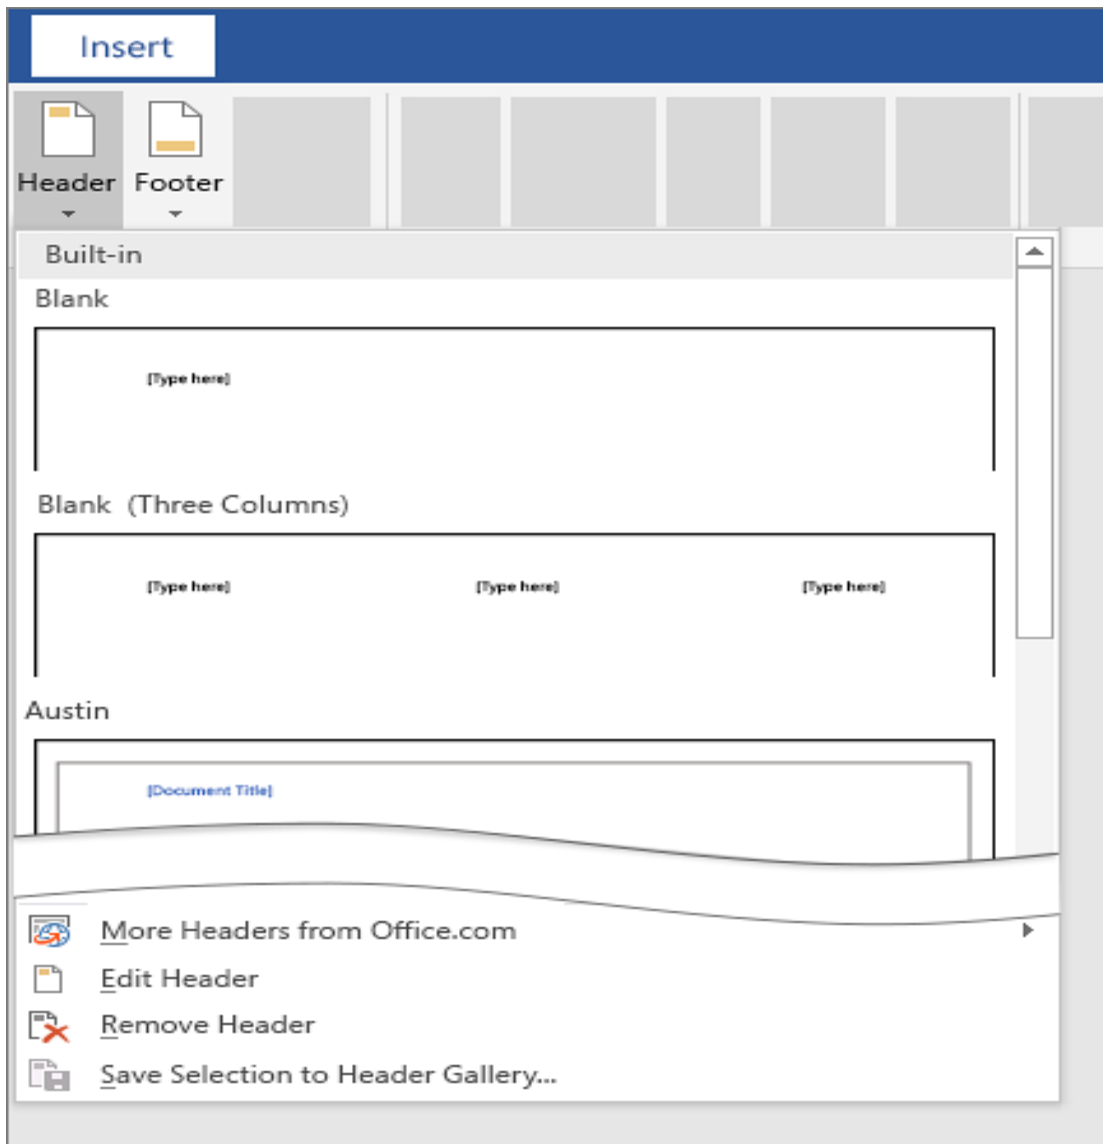 Insert
Header Footer
Built-in
Blank
[Type here]
Blank (Three Columns)
[Type here] [Type here] [Type here]
Austin
[Document Title]
More Headers from Office.com
Edit Header
Remove Header
Save Selection to Header Gallery...